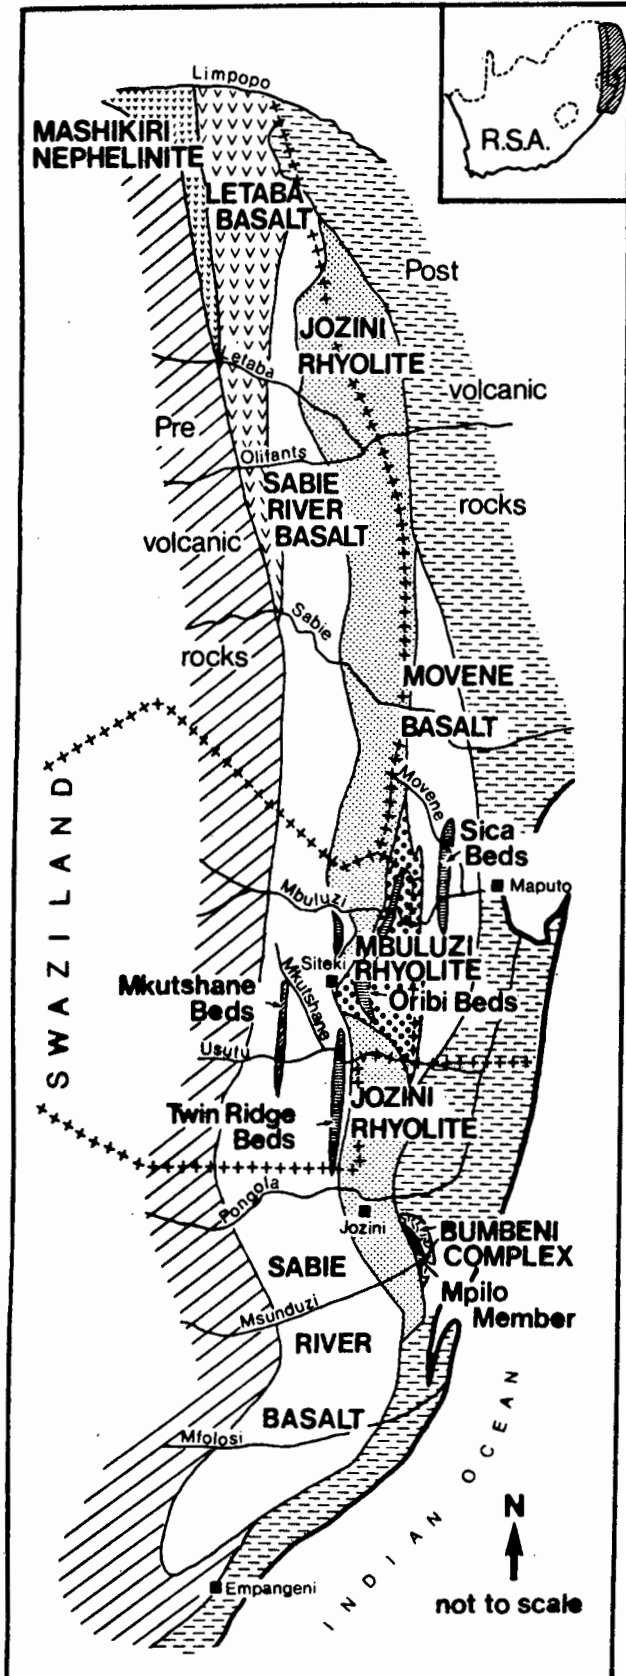 Limpopo
R.S.A.
MASHIKIRI
NEPHELINITE
LETABA
BASALT
Post
volcanic
rocks
JOZINI
RHYOLITE
Letaba
Pre
volcanic
rocks
Olifants
SABIE
RIVER
BASALT
Sabie
MOVENE
BASALT
Movene
SWAZILAND
Sica
Beds
Mbuluzi
Maputo
MBULUZI
RHYOLITE
Siteki
Mkutshane
Mkutshane
Beds
Oribi Beds
Usutu
JOZINI
RHYOLITE
Twin Ridge
Beds
Pongola
Jozini
BUMBENI
COMPLEX
Mpilo
Member
SABIE
RIVER
BASALT
Msunduzi
Mfolosi
INDIAN OCEAN
Empangeni
N
not to scale